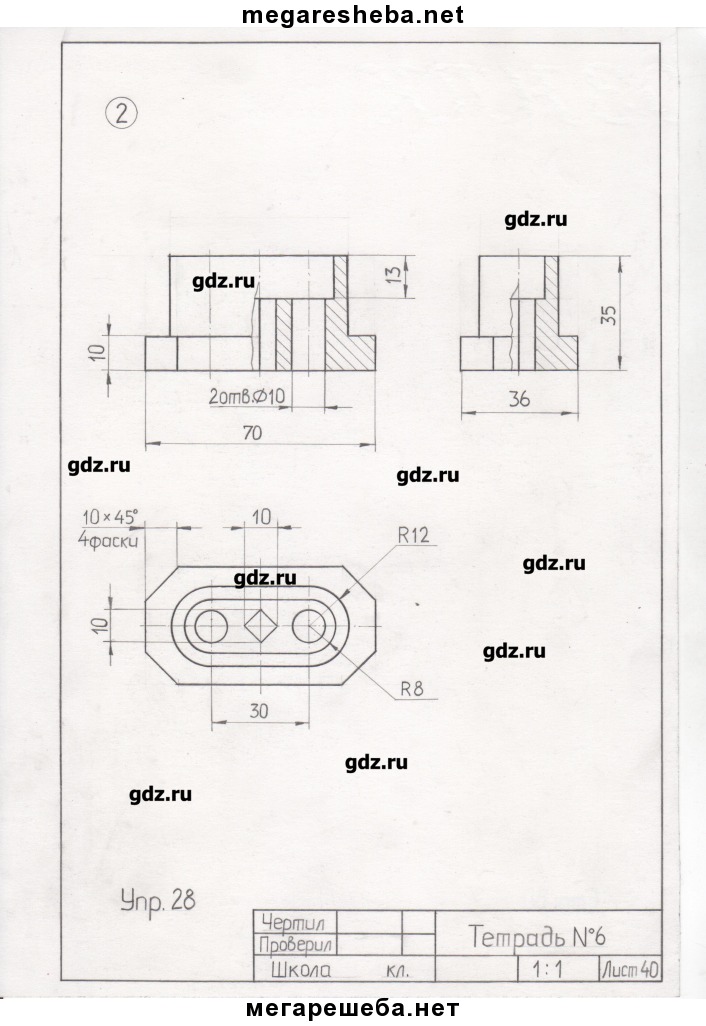 megaresheba.net
2
gdz.ru
gdz.ru
13
35
10
2отв.Ø10
36
70
gdz.ru
gdz.ru
10×45°
4фаски
10
R12
gdz.ru
gdz.ru
10
gdz.ru
R8
30
gdz.ru
gdz.ru
Упр. 28
Чертил
Проверил
Тетрадь №6
Школа кл.
1:1
Лист 40
мегарешеба.нет